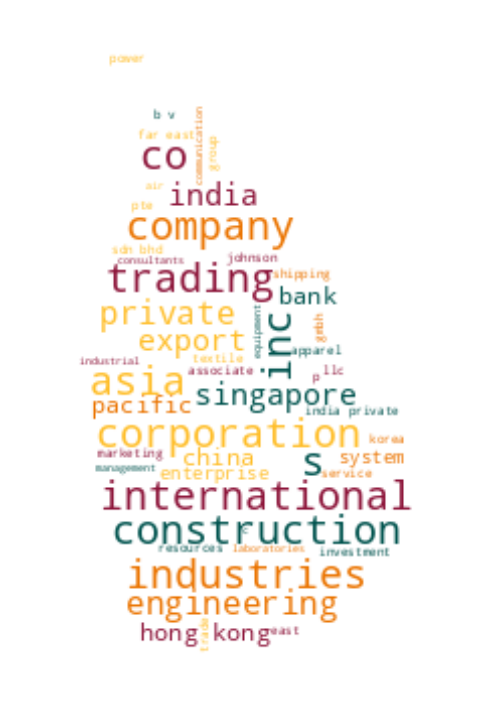 power
b v
far east
communication
group
co
air
india
pte
company
sdn bhd
consultants
johnson
trading
shipping
bank
private
equipment
inc
gmbh
export
apparel
textile
industrial
associate
llc
p
asia
singapore
pacific
india private
corporation
korea
marketing
china
s
system
management
enterprise
service
international
construction
c
resources
laboratories
investment
industries
engineering
trade
hong kong
east